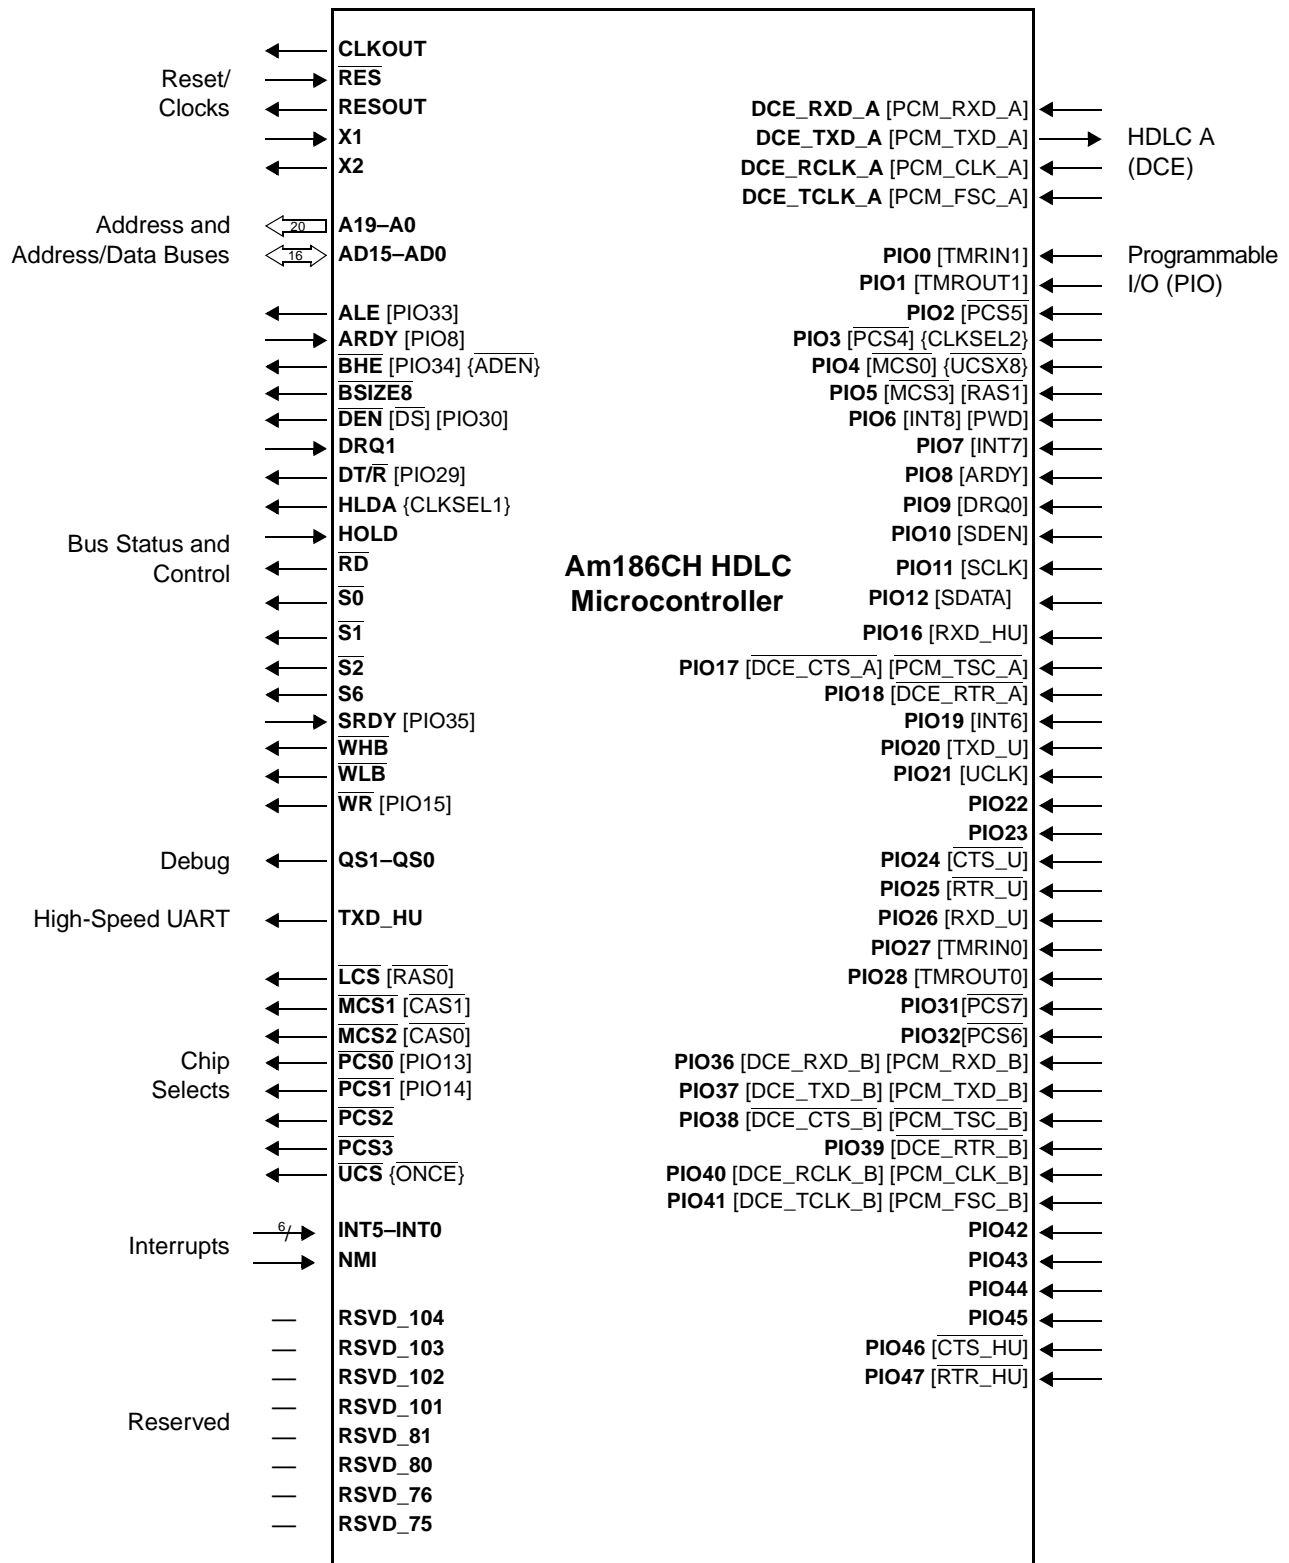 CLKOUT
Reset/
Clocks
RES
RESOUT
X1
X2
Address and
Address/Data Buses
20
A19–A0
16
AD15–AD0
ALE [PIO33]
ARDY [PIO8]
BHE [PIO34] {ADEN}
BSIZE8
DEN [DS] [PIO30]
DRQ1
DT/R [PIO29]
HLDA {CLKSEL1}
Bus Status and
Control
HOLD
RD
S0
S1
S2
S6
SRDY [PIO35]
WHB
WLB
WR [PIO15]
Debug
QS1–QS0
High-Speed UART
TXD_HU
LCS [RAS0]
MCS1 [CAS1]
MCS2 [CAS0]
Chip
Selects
PCS0 [PIO13]
PCS1 [PIO14]
PCS2
PCS3
UCS {ONCE}
Interrupts
6/
INT5–INT0
NMI
Reserved
RSVD_104
RSVD_103
RSVD_102
RSVD_101
RSVD_81
RSVD_80
RSVD_76
RSVD_75
Am186CH HDLC
Microcontroller
DCE_RXD_A [PCM_RXD_A]
DCE_TXD_A [PCM_TXD_A]
DCE_RCLK_A [PCM_CLK_A]
DCE_TCLK_A [PCM_FSC_A]
HDLC A
(DCE)
PIO0 [TMRIN1]
PIO1 [TMROUT1]
Programmable
I/O (PIO)
PIO2 [PCS5]
PIO3 [PCS4] {CLKSEL2}
PIO4 [MCS0] {UCSX8}
PIO5 [MCS3] [RAS1]
PIO6 [INT8] [PWD]
PIO7 [INT7]
PIO8 [ARDY]
PIO9 [DRQ0]
PIO10 [SDEN]
PIO11 [SCLK]
PIO12 [SDATA]
PIO16 [RXD_HU]
PIO17 [DCE_CTS_A] [PCM_TSC_A]
PIO18 [DCE_RTR_A]
PIO19 [INT6]
PIO20 [TXD_U]
PIO21 [UCLK]
PIO22
PIO23
PIO24 [CTS_U]
PIO25 [RTR_U]
PIO26 [RXD_U]
PIO27 [TMRIN0]
PIO28 [TMROUT0]
PIO31[PCS7]
PIO32[PCS6]
PIO36 [DCE_RXD_B] [PCM_RXD_B]
PIO37 [DCE_TXD_B] [PCM_TXD_B]
PIO38 [DCE_CTS_B] [PCM_TSC_B]
PIO39 [DCE_RTR_B]
PIO40 [DCE_RCLK_B] [PCM_CLK_B]
PIO41 [DCE_TCLK_B] [PCM_FSC_B]
PIO42
PIO43
PIO44
PIO45
PIO46 [CTS_HU]
PIO47 [RTR_HU]